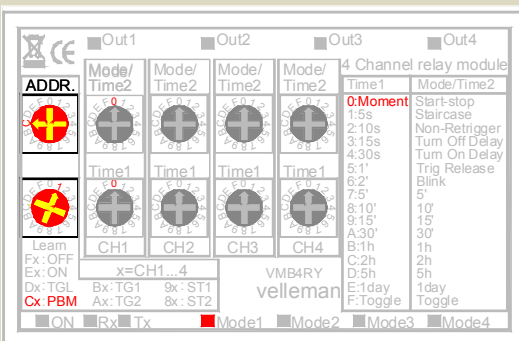 Out1 Out2 Out3 Out4
CE
4 Channel relay module
ADDR.
Mode/ Time2 Mode/ Time2 Mode/ Time2 Mode/ Time2
Time1 Mode/Time2
0:Moment Start-stop
1:5s Staircase
2:10s Non-Retrigger
3:15s Turn Off Delay
4:30s Turn On Delay
5:1' Trig Release
6:2' Blink
7:5' 5'
8:10' 10'
9:15' 15'
A:30' 30'
B:1h 1h
C:2h 2h
D:5h 5h
E:1day 1day
F:Toggle Toggle
Time1 Time1 Time1 Time1
Learn
CH1 CH2 CH3 CH4
Fx:OFF
Ex:ON x=CH1...4
Dx:TGL Bx:TG1 9x:ST1
Cx:PBM Ax:TG2 8x:ST2
VMB4RY
velleman
ON Rx Tx Mode1 Mode2 Mode3 Mode4